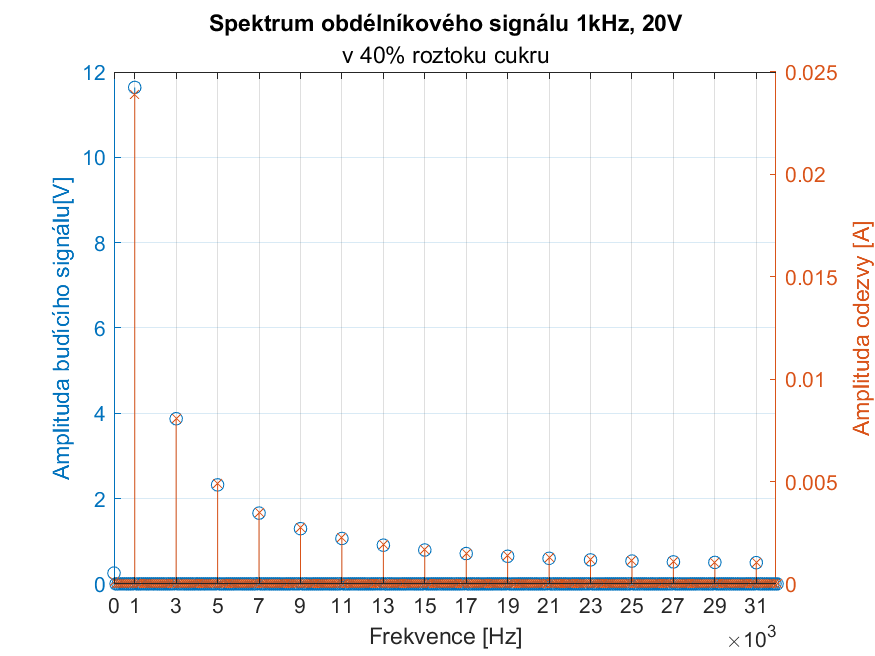 Spektrum obdélníkového signálu 1kHz, 20V
v 40% roztoku cukru
12
10
8
6
4
2
0
Amplituda budícího signálu[V]
0.025
0.02
0.015
0.01
0.005
0
Amplituda odezvy [A]
0 1 3 5 7 9 11 13 15 17 19 21 23 25 27 29 31
Frekvence [Hz]
×10³